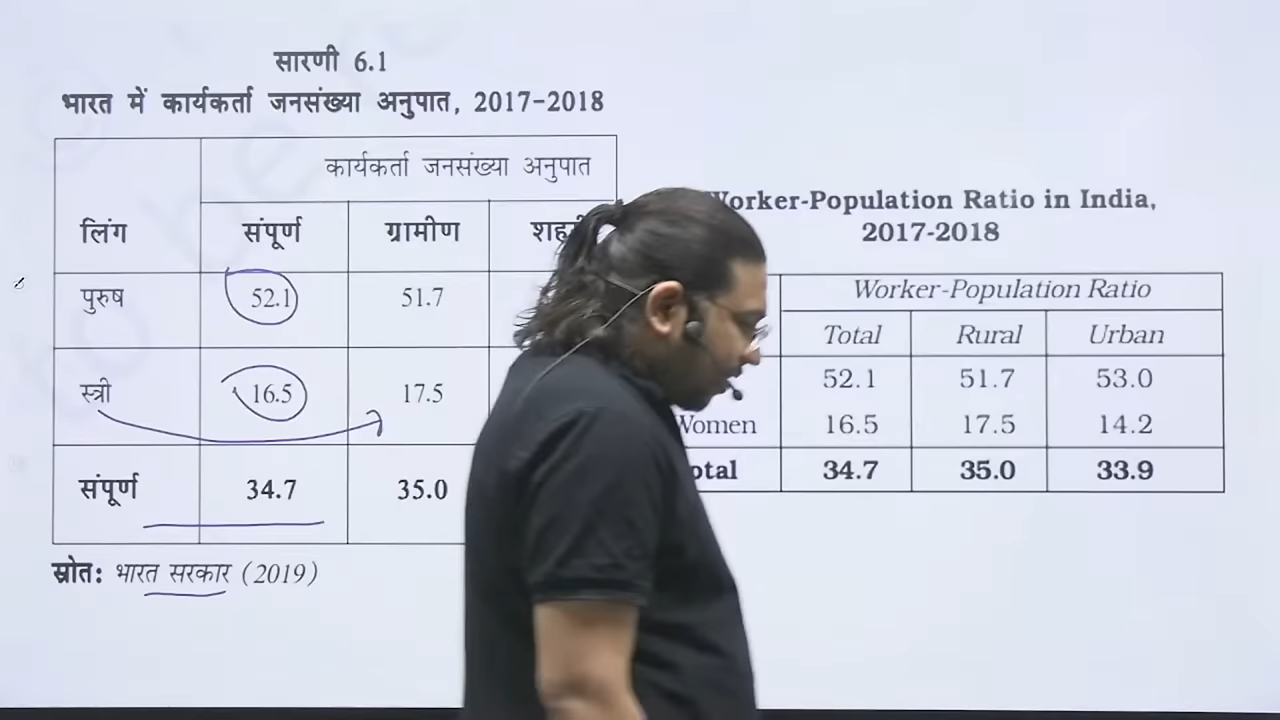 सारणी 6.1
भारत में कार्यकर्ता जनसंख्या अनुपात, 2017-2018
कार्यकर्ता जनसंख्या अनुपात
लिंग संपूर्ण ग्रामीण
पुरुष 52.1 51.7
स्त्री 16.5 17.5
संपूर्ण 34.7 35.0
स्रोत: भारत सरकार (2019)
Worker-Population Ratio in India,
2017-2018
Worker-Population Ratio
Total Rural Urban
52.1 51.7 53.0
Women 16.5 17.5 14.2
Total 34.7 35.0 33.9